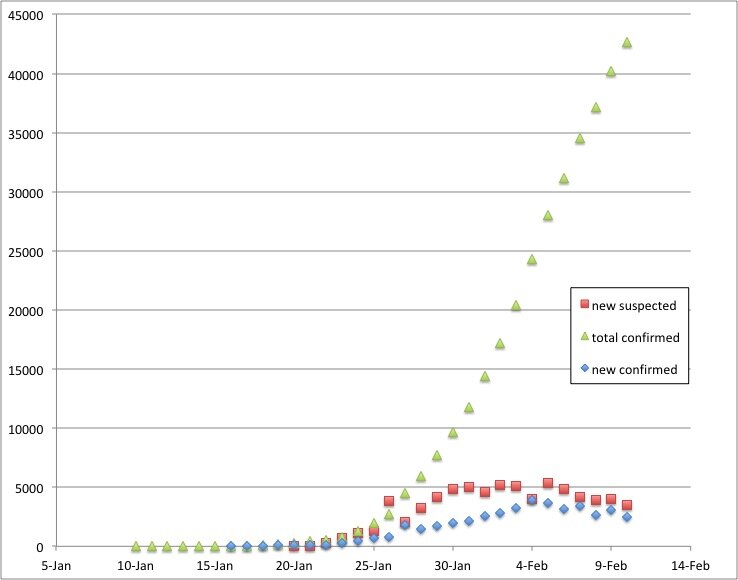 45000
40000
35000
30000
25000
20000
15000
10000
5000
0
new suspected
total confirmed
new confirmed
5-Jan 10-Jan 15-Jan 20-Jan 25-Jan 30-Jan 4-Feb 9-Feb 14-Feb